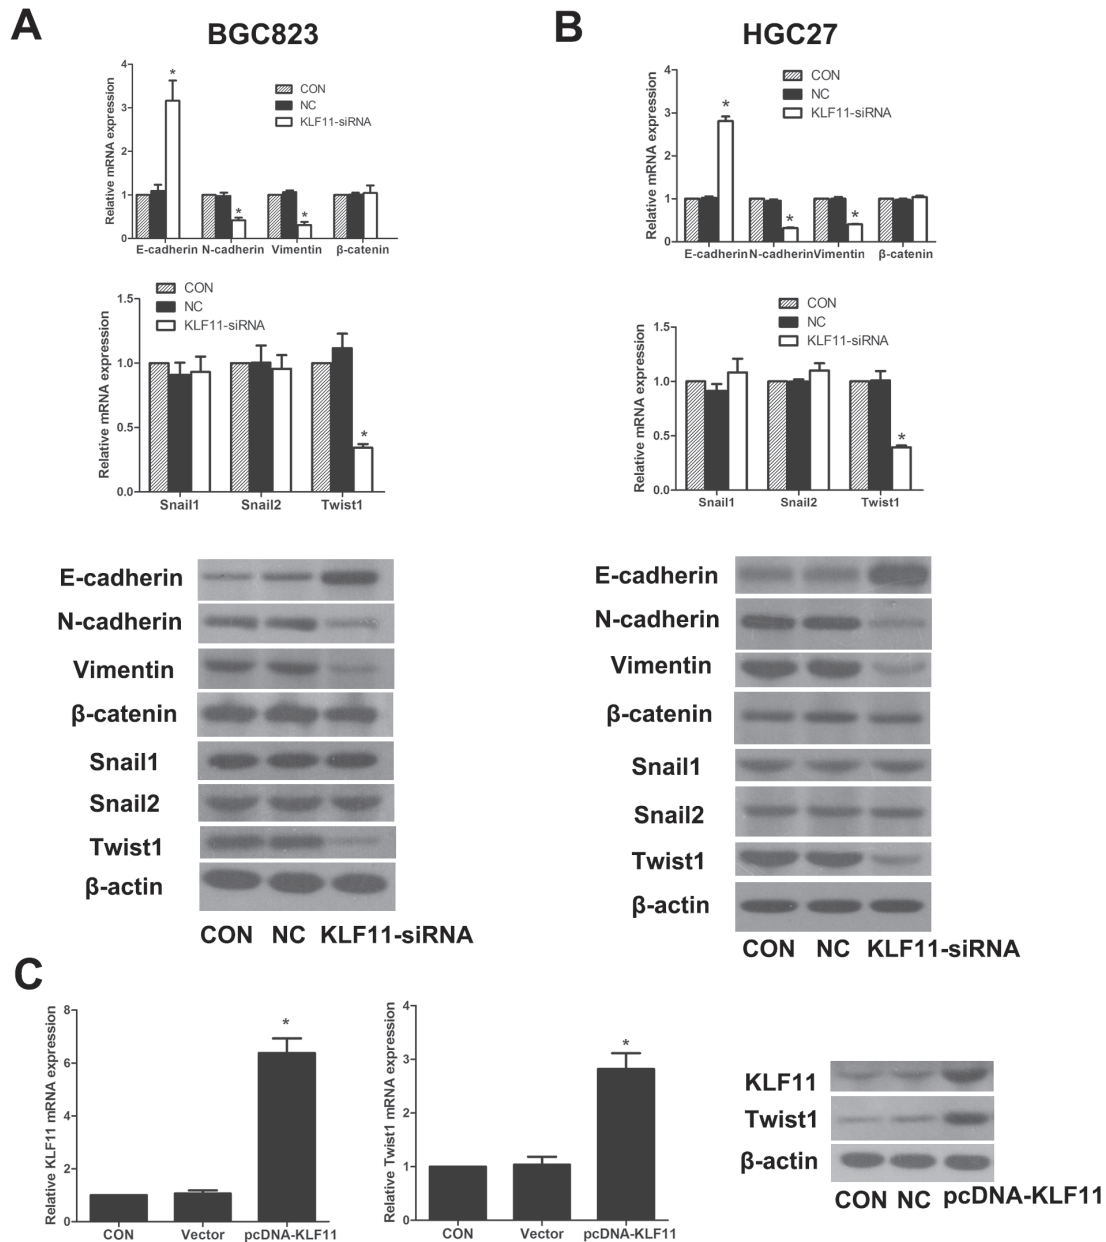 A
BGC823
Relative mRNA expression
4
3
2
1
0
*
*
*
CON
NC
KLF11-siRNA
E-cadherin N-cadherin Vimentin β-catenin
Relative mRNA expression
1.5
1.0
0.5
0.0
CON
NC
KLF11-siRNA
*
Snail1 Snail2 Twist1
E-cadherin
N-cadherin
Vimentin
β-catenin
Snail1
Snail2
Twist1
β-actin
CON NC KLF11-siRNA
B
HGC27
Relative mRNA expression
4
3
2
1
0
*
*
*
CON
NC
KLF11-siRNA
E-cadherin N-cadherin Vimentin β-catenin
Relative mRNA expression
1.5
1.0
0.5
0.0
CON
NC
KLF11-siRNA
*
Snail1 Snail2 Twist1
E-cadherin
N-cadherin
Vimentin
β-catenin
Snail1
Snail2
Twist1
β-actin
CON NC KLF11-siRNA
C
Relative KLF11 mRNA expression
8
6
4
2
0
*
CON Vector pcDNA-KLF11
Relative Twist1 mRNA expression
4
3
2
1
0
*
CON Vector pcDNA-KLF11
KLF11
Twist1
β-actin
CON NC pcDNA-KLF11